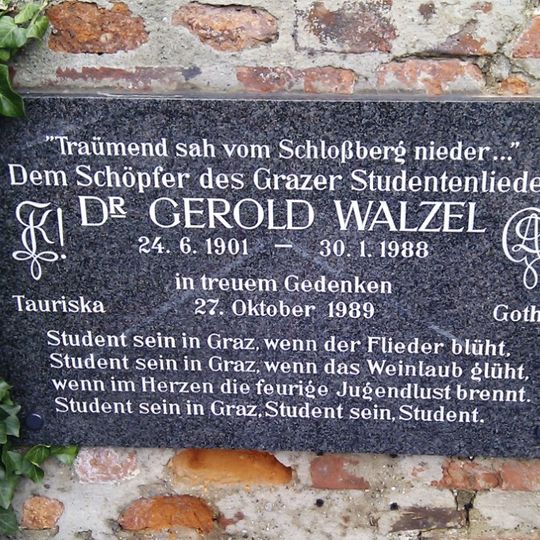 "Traümend sah vom Schloßberg nieder..."
Dem Schöpfer des Grazer Studentenliede
DR GEROLD WALZEL
24. 6. 1901 — 30. 1. 1988
in treuem Gedenken
Tauriska 27. Oktober 1989 Goth
Student sein in Graz, wenn der Flieder blüht,
Student sein in Graz, wenn das Weinlaub glüht,
wenn im Herzen die feurige Jugendlust brennt.
Student sein in Graz, Student sein, Student.